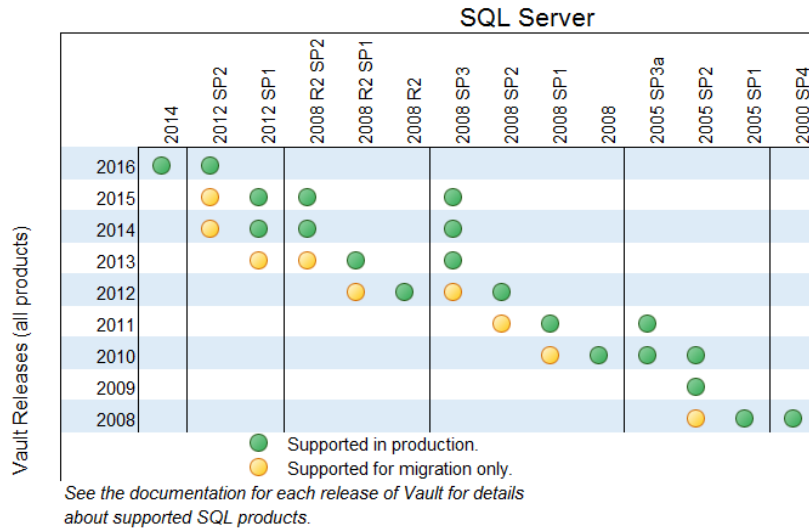 SQL Server
2014
2012 SP2
2012 SP1
2008 R2 SP2
2008 R2 SP1
2008 R2
2008 SP3
2008 SP2
2008 SP1
2008
2005 SP3a
2005 SP2
2005 SP1
2000 SP4
Vault Releases (all products)
2016
2015
2014
2013
2012
2011
2010
2009
2008
Supported in production.
Supported for migration only.
See the documentation for each release of Vault for details
about supported SQL products.